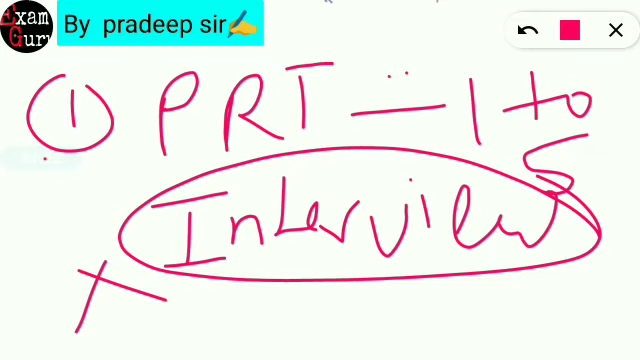 Exam Guru
By pradeep sir✍️
① PRT — 1 to 5
Interview
X